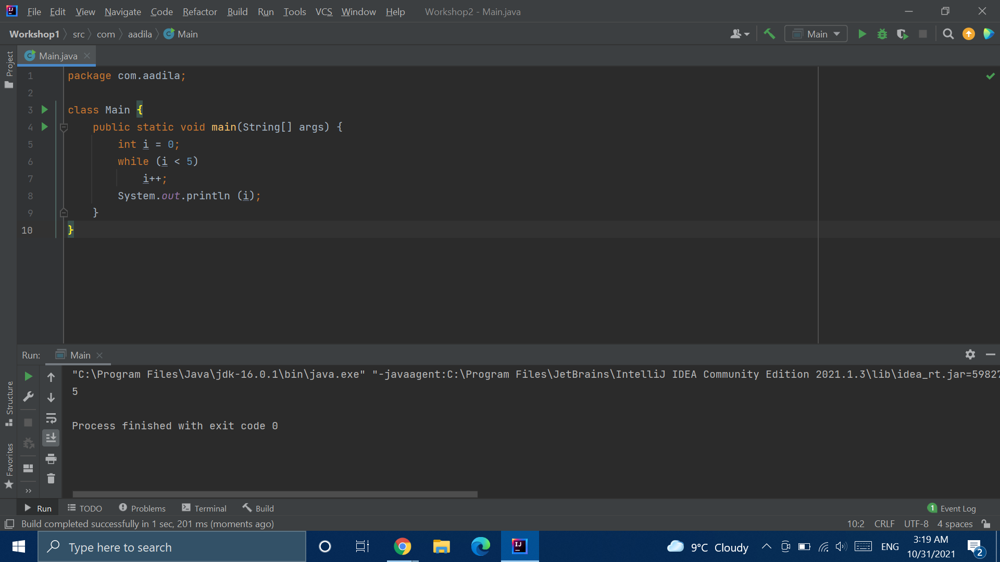 File Edit View Navigate Code Refactor Build Run Tools VCS Window Help Workshop2 - Main.java
Workshop1 src com aadila Main
Main
Project
Main.java
1 package com.aadila;
2
3 class Main {
4 public static void main(String[] args) {
5 int i = 0;
6 while (i < 5)
7 i++;
8 System.out.println (i);
9 }
10 }
Run: Main
"C:\Program Files\Java\jdk-16.0.1\bin\java.exe" "-javaagent:C:\Program Files\JetBrains\IntelliJ IDEA Community Edition 2021.1.3\lib\idea_rt.jar=59827
5
Process finished with exit code 0
Structure
Favorites
Run TODO Problems Terminal Build 1 Event Log
Build completed successfully in 1 sec, 201 ms (moments ago) 10:2 CRLF UTF-8 4 spaces
Type here to search
9°C Cloudy ENG
3:19 AM
10/31/2021
2